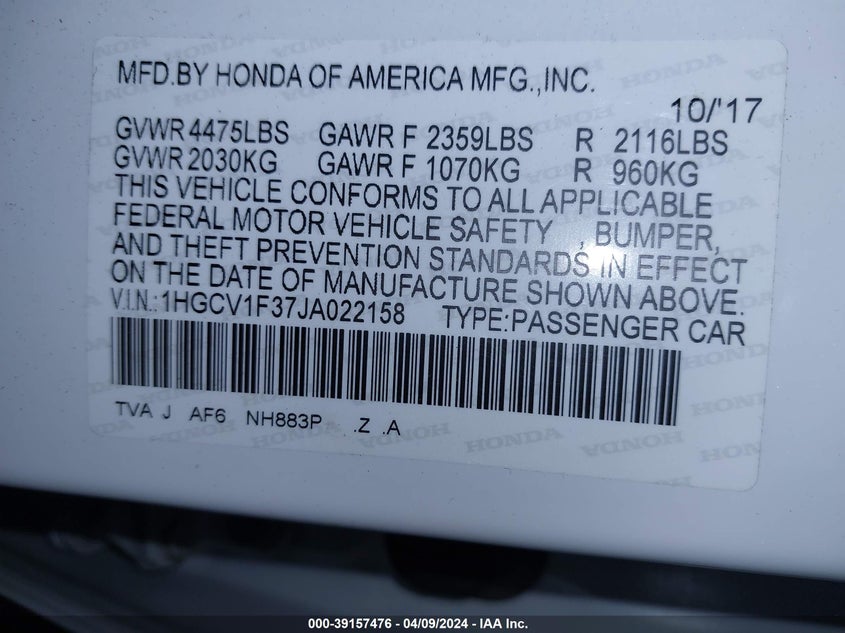 MFD.BY HONDA OF AMERICA MFG.,INC.
10/'17
GVWR 4475LBS GAWR F 2359LBS R 2116LBS
GVWR 2030KG GAWR F 1070KG R 960KG
THIS VEHICLE CONFORMS TO ALL APPLICABLE
FEDERAL MOTOR VEHICLE SAFETY , BUMPER,
AND THEFT PREVENTION STANDARDS IN EFFECT
ON THE DATE OF MANUFACTURE SHOWN ABOVE.
V.I.N.:1HGCV1F37JA022158 TYPE:PASSENGER CAR
TVA J AF6 NH883P .Z .A
000-39157476 | 04/09/2024 - IAA Inc.